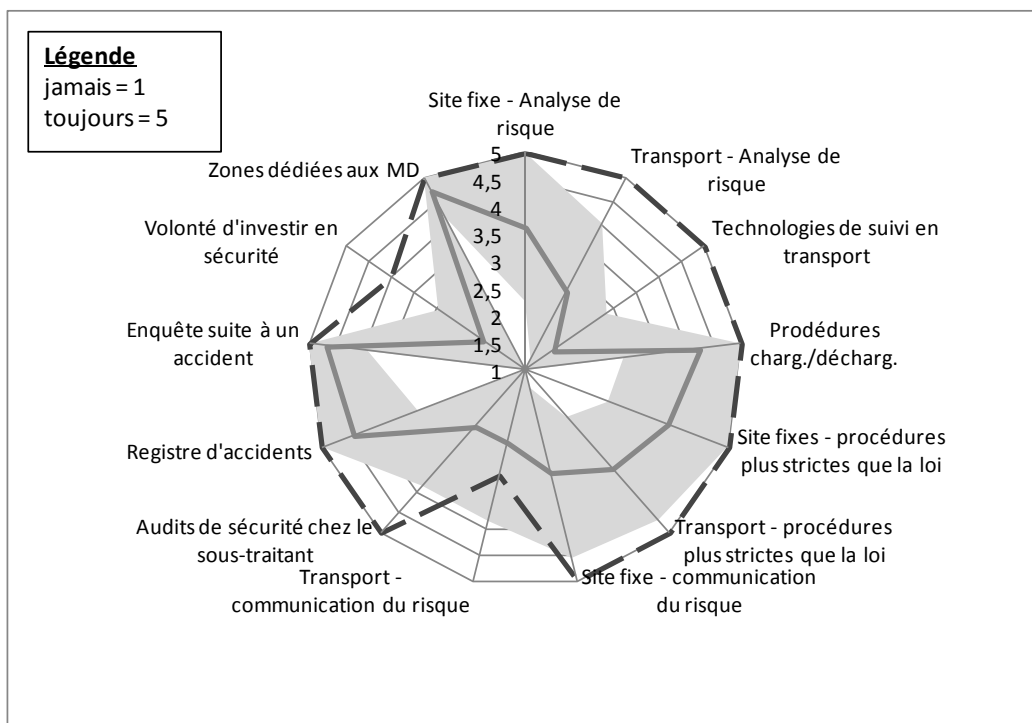 Légende
jamais = 1
toujours = 5
Site fixe - Analyse de
risque
Transport - Analyse de
risque
Technologies de suivi en
transport
Prodédures
charg./décharg.
Site fixes - procédures
plus strictes que la loi
Transport - procédures
plus strictes que la loi
Site fixe - communication
du risque
Transport -
communication du risque
Audits de sécurité chez le
sous-traitant
Registre d'accidents
Enquête suite à un
accident
Volonté d'investir en
sécurité
Zones dédiées aux MD
5
4,5
4
3,5
3
2,5
2
1,5
1